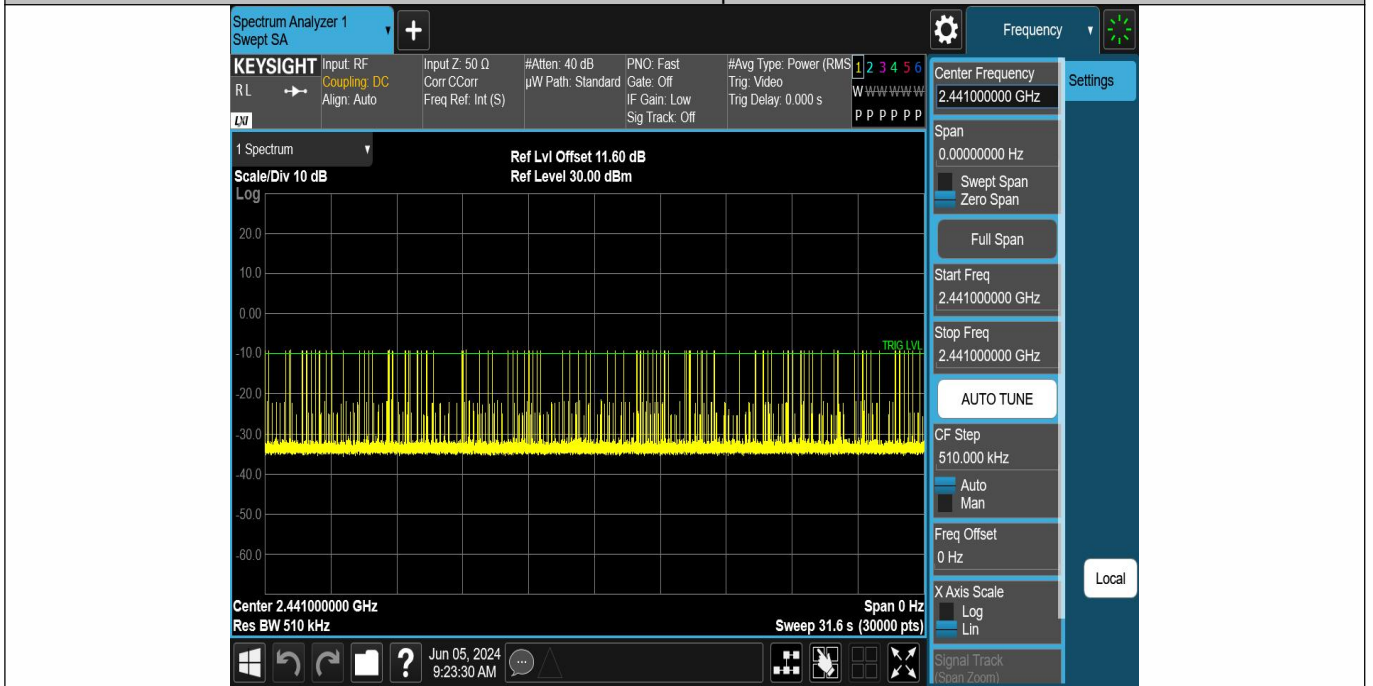 Spectrum Analyzer 1
Swept SA
+
Frequency
KEYSIGHT
RL
LXI
Input: RF
Coupling: DC
Align: Auto
Input Z: 50 Ω
Corr CCorr
Freq Ref: Int (S)
#Atten: 40 dB
µW Path: Standard
PNO: Fast
Gate: Off
IF Gain: Low
Sig Track: Off
#Avg Type: Power (RMS
Trig: Video
Trig Delay: 0.000 s
1 2 3 4 5 6
W W W W W W
P P P P P P
Center Frequency
2.441000000 GHz
Settings
1 Spectrum
Scale/Div 10 dB
Ref Lvl Offset 11.60 dB
Ref Level 30.00 dBm
Span
0.00000000 Hz
Swept Span
Zero Span
Full Span
Start Freq
2.441000000 GHz
Stop Freq
2.441000000 GHz
AUTO TUNE
CF Step
510.000 kHz
Auto
Man
Freq Offset
0 Hz
X Axis Scale
Log
Lin
Signal Track
(Span Zoom)
Local
Log
20.0
10.0
0.00
-10.0
-20.0
-30.0
-40.0
-50.0
-60.0
TRIG LVL
Center 2.441000000 GHz
Res BW 510 kHz
Span 0 Hz
Sweep 31.6 s (30000 pts)
?
Jun 05, 2024
9:23:30 AM